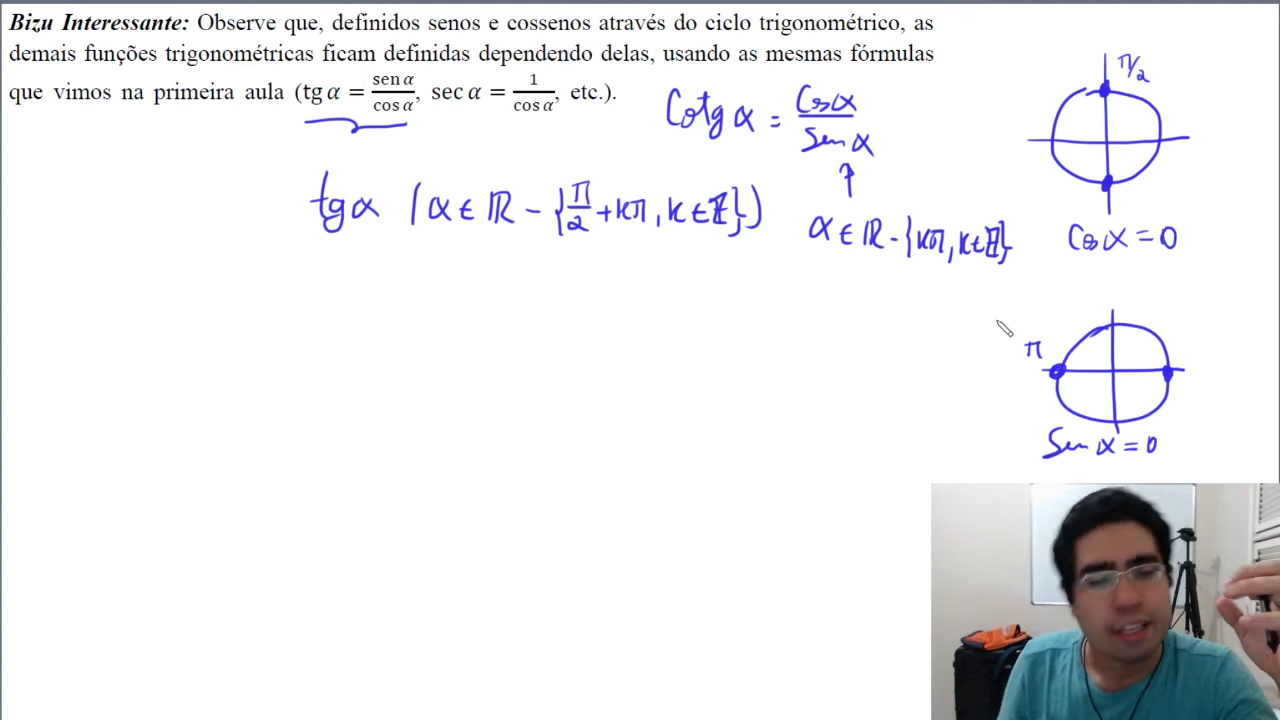 Bizu Interessante: Observe que, definidos senos e cossenos através do ciclo trigonométrico, as
demais funções trigonométricas ficam definidas dependendo delas, usando as mesmas fórmulas
que vimos na primeira aula (tg α = sen α / cos α, sec α = 1 / cos α, etc.).
Cotg α = Cos α / Sen α
tg α (α ∈ ℝ - {π/2 + kπ, k ∈ ℤ})
α ∈ ℝ - {kπ, k ∈ ℤ}
π/2
Cos α = 0
π
Sen α = 0